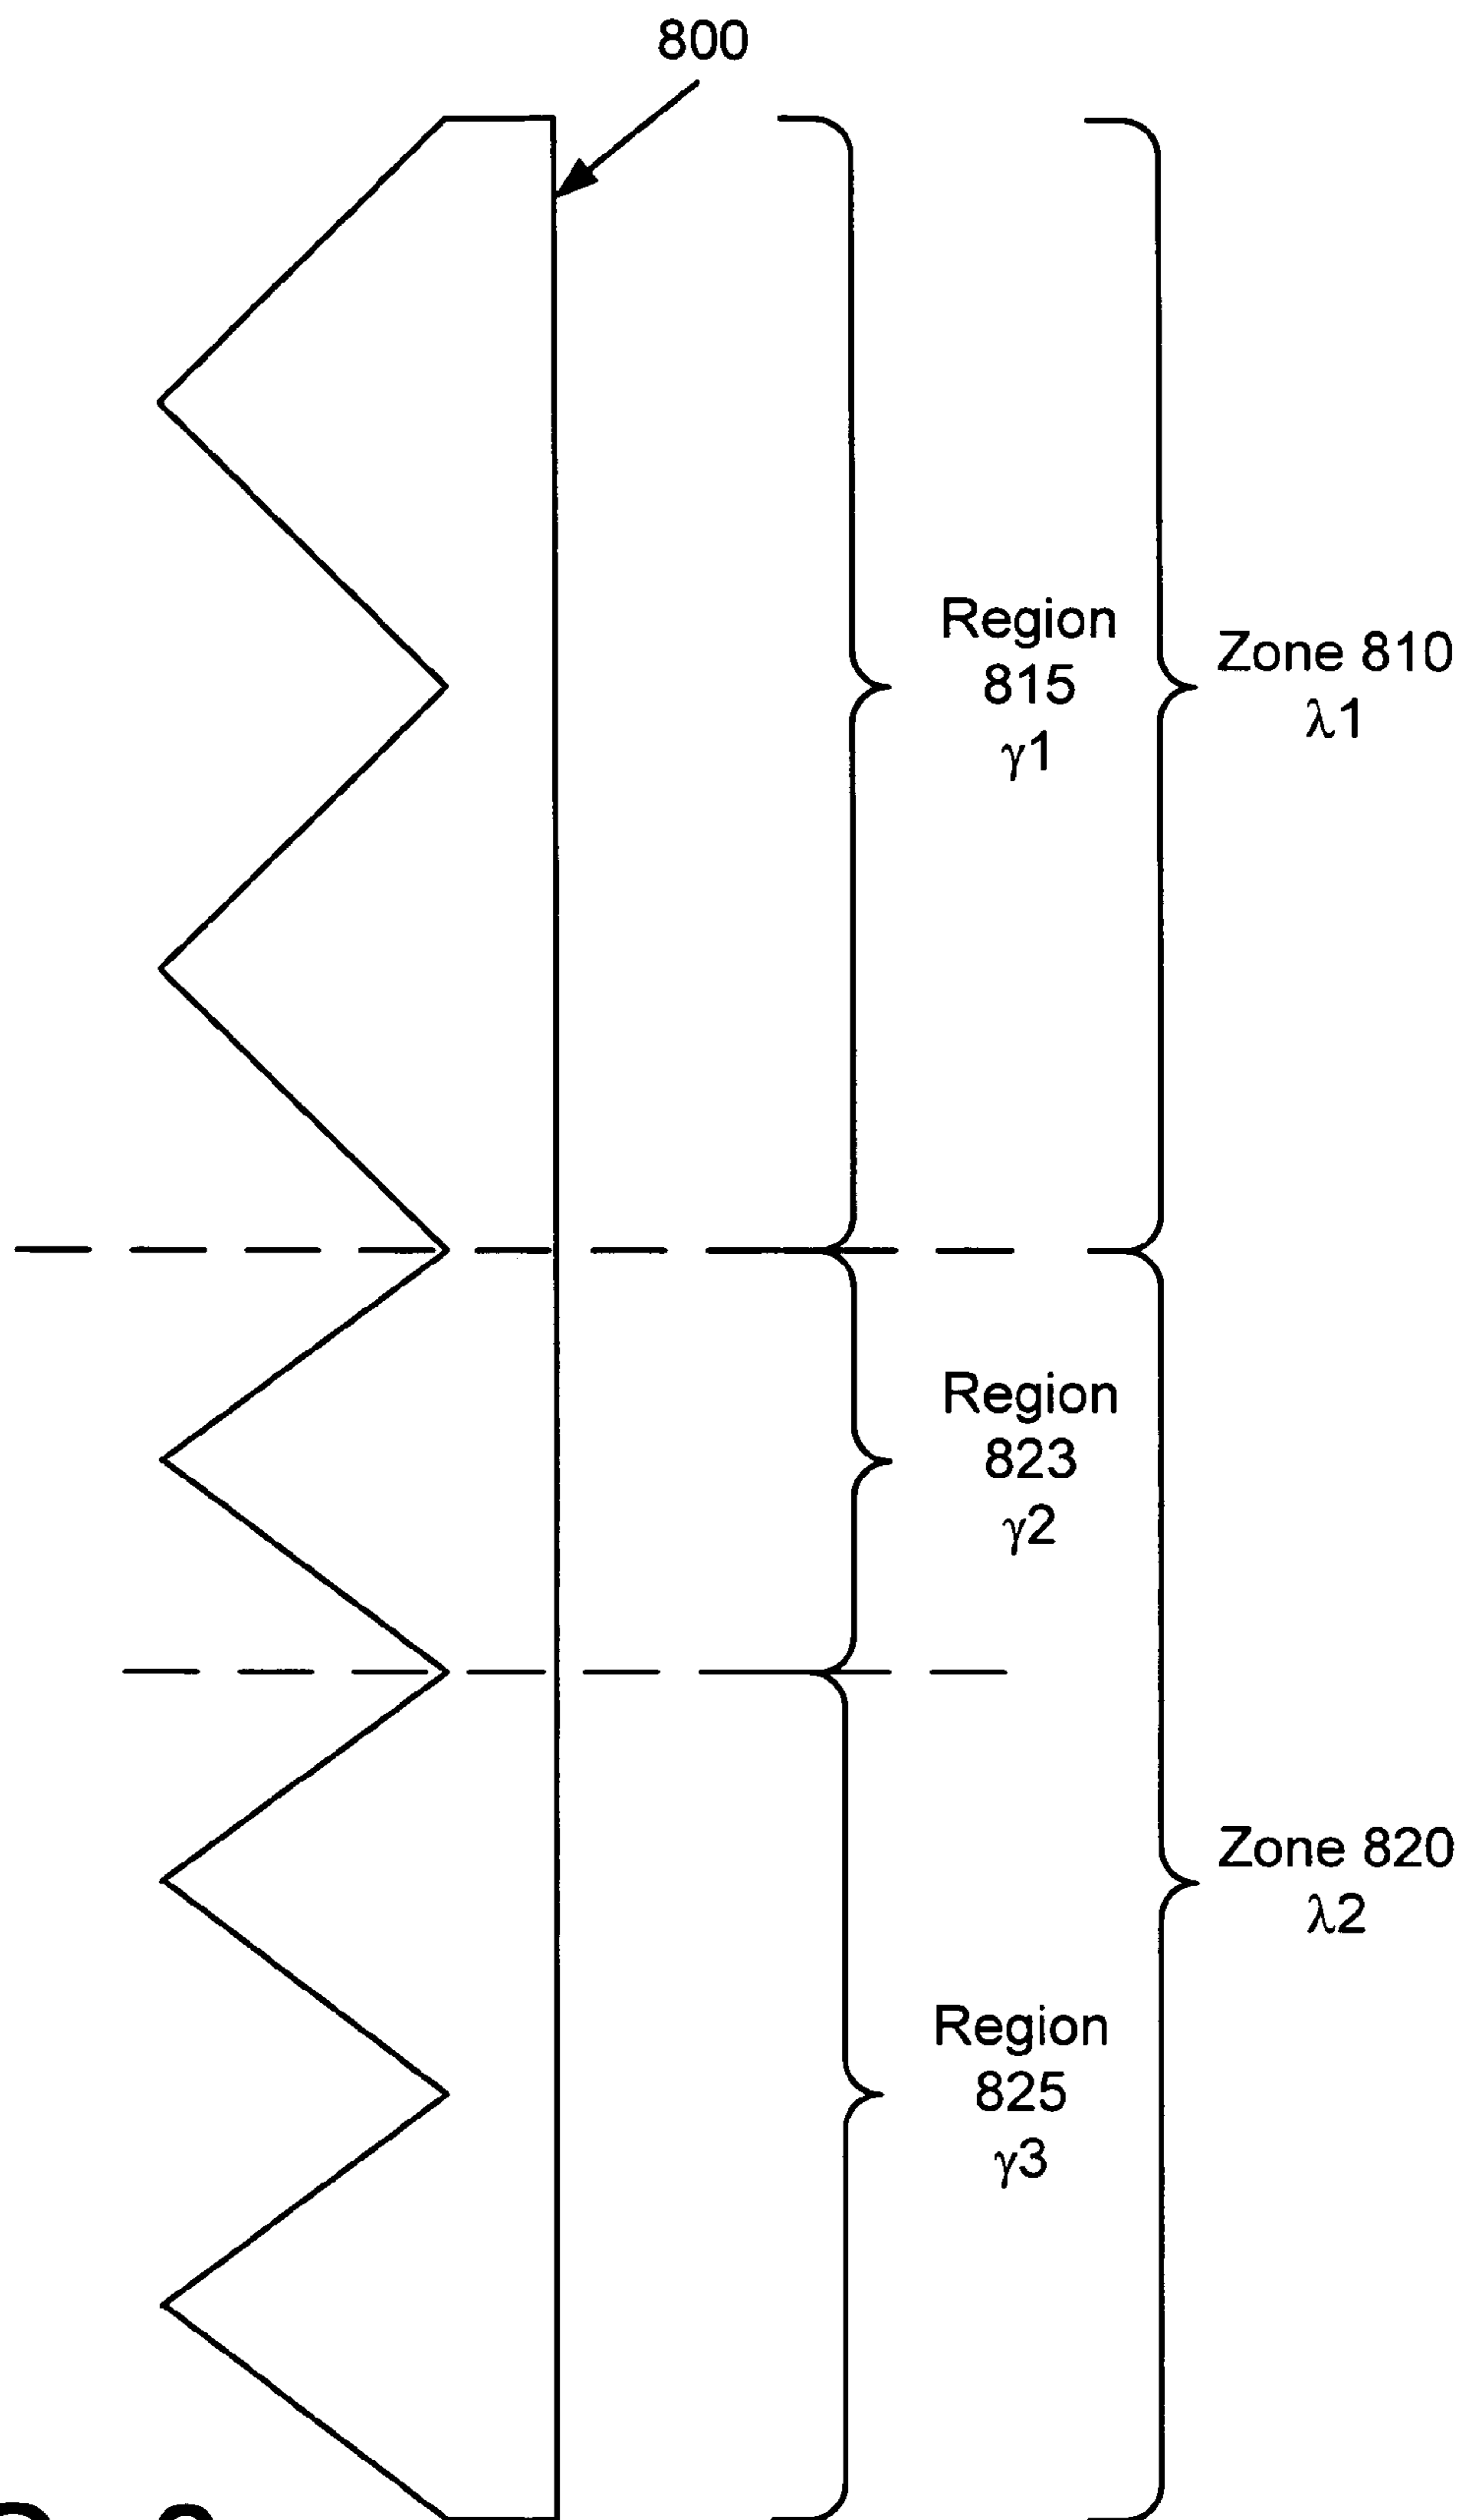 800
Region
815
γ1
Zone 810
λ1
Region
823
γ2
Zone 820
λ2
Region
825
γ3